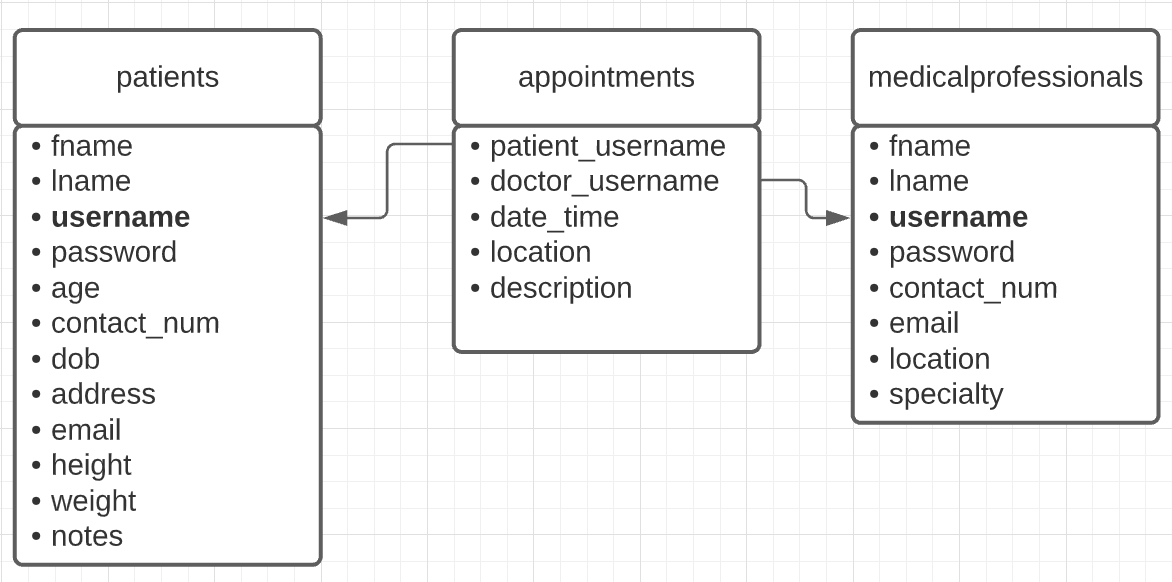 patients
• fname
• lname
• username
• password
• age
• contact_num
• dob
• address
• email
• height
• weight
• notes
appointments
• patient_username
• doctor_username
• date_time
• location
• description
medicalprofessionals
• fname
• lname
• username
• password
• contact_num
• email
• location
• specialty